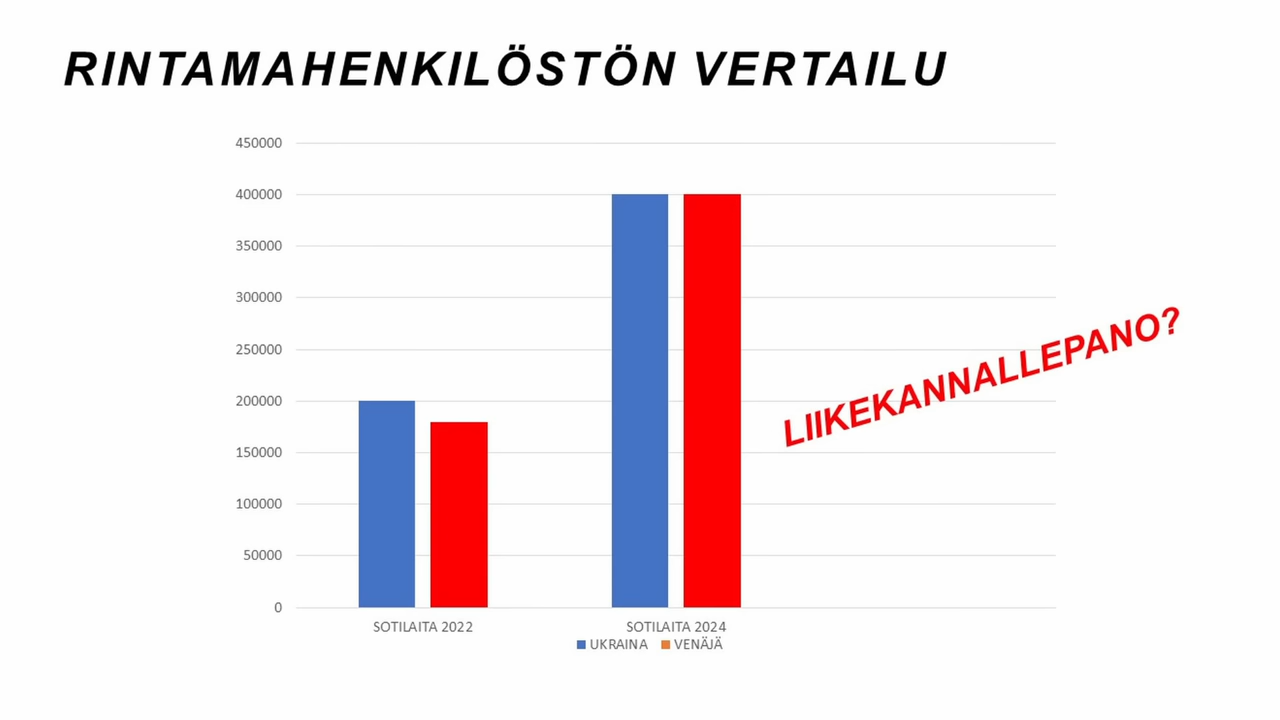 RINTAMAHENKILÖSTÖN VERTAILU
450000
400000
350000
300000
250000
200000
150000
100000
50000
0
LIIKEKANNALLEPANO?
SOTILAITA 2022
SOTILAITA 2024
UKRAINA
VENÄJÄ